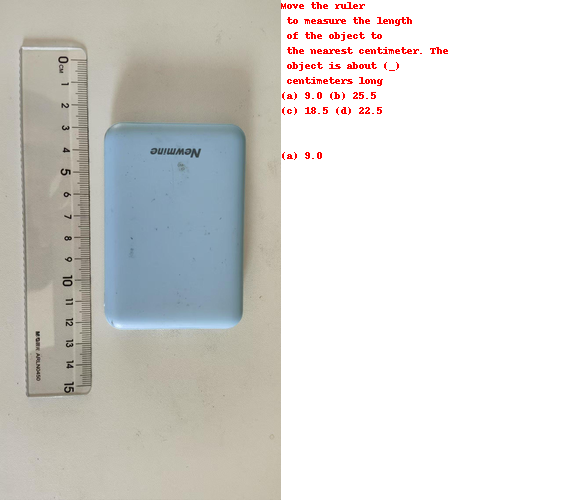 0
CM
1
2
3
4
5
6
7
8
9
10
11
12
13
14
15
Newmine
ARLN0450
Move the ruler
to measure the length
of the object to
the nearest centimeter. The
object is about (_)
centimeters long
(a) 9.0 (b) 25.5
(c) 18.5 (d) 22.5
(a) 9.0